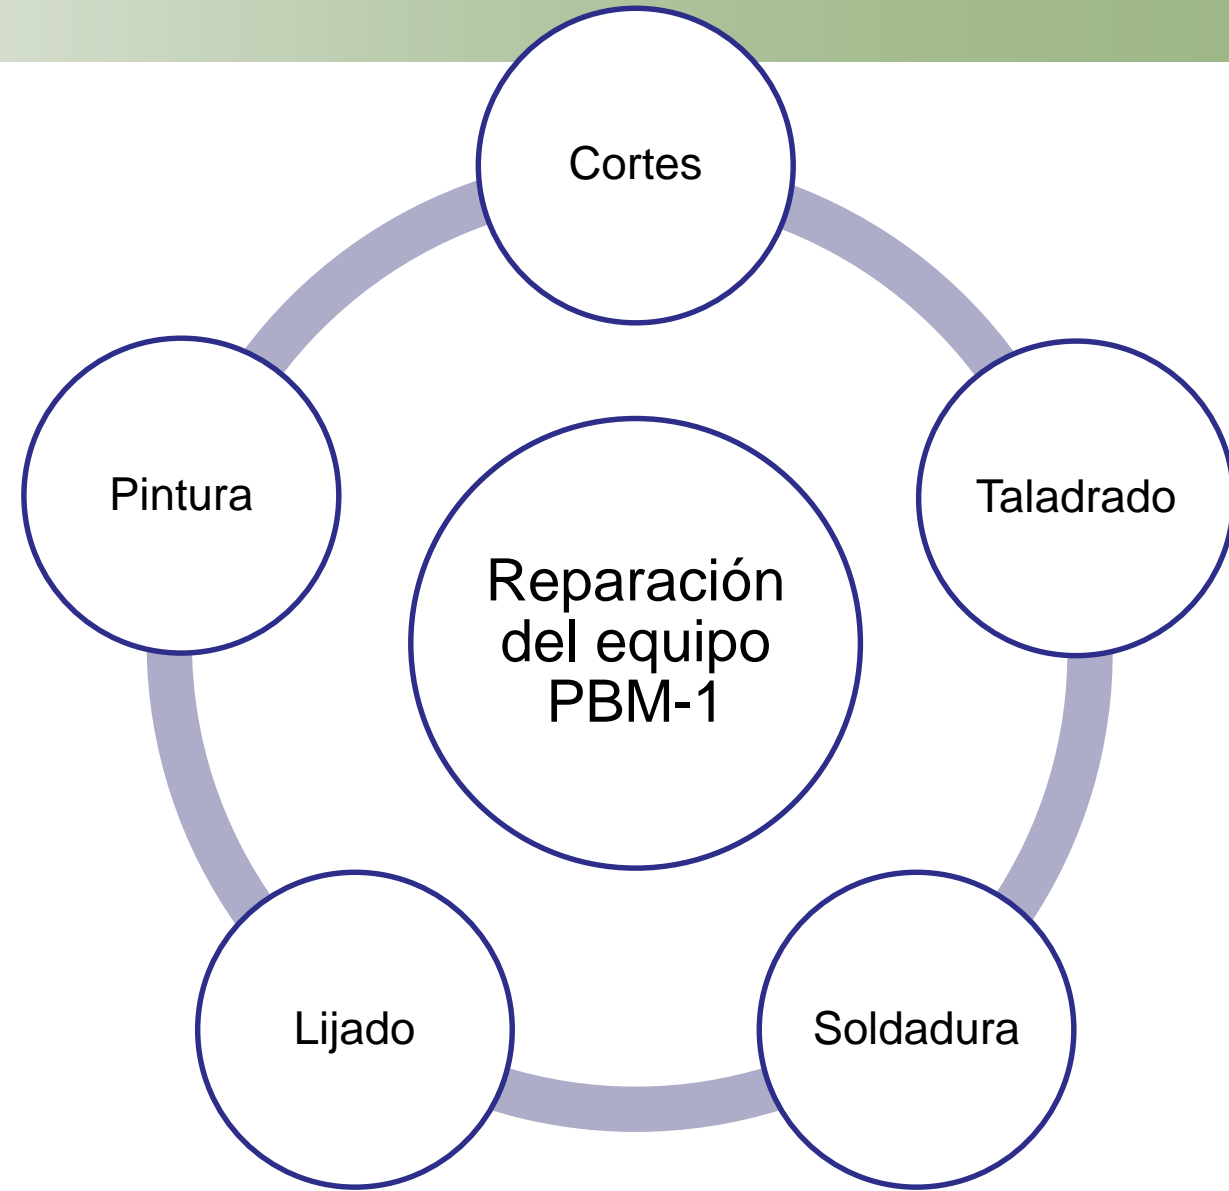 Cortes
Taladrado
Soldadura
Lijado
Pintura
Reparación
del equipo
PBM-1